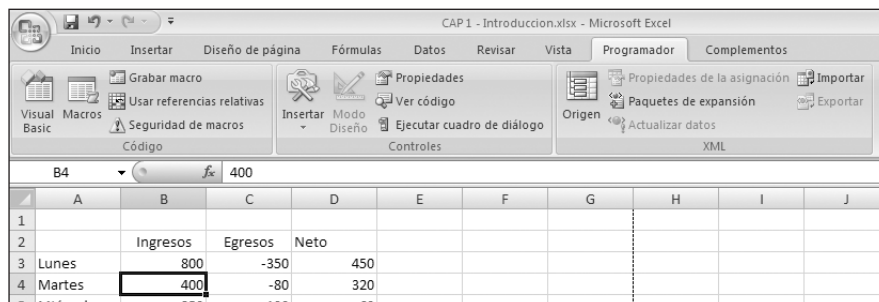 CAP 1 - Introduccion.xlsx - Microsoft Excel
Inicio Insertar Diseño de página Fórmulas Datos Revisar Vista Programador Complementos
Visual Basic
Macros
Grabar macro
Usar referencias relativas
Seguridad de macros
Código
Insertar
Modo Diseño
Propiedades
Ver código
Ejecutar cuadro de diálogo
Controles
Origen
Propiedades de la asignación
Paquetes de expansión
Actualizar datos
Importar
Exportar
XML
B4 fx 400
A B C D E F G H I J
1
2 Ingresos Egresos Neto
3 Lunes 800 -350 450
4 Martes 400 -80 320